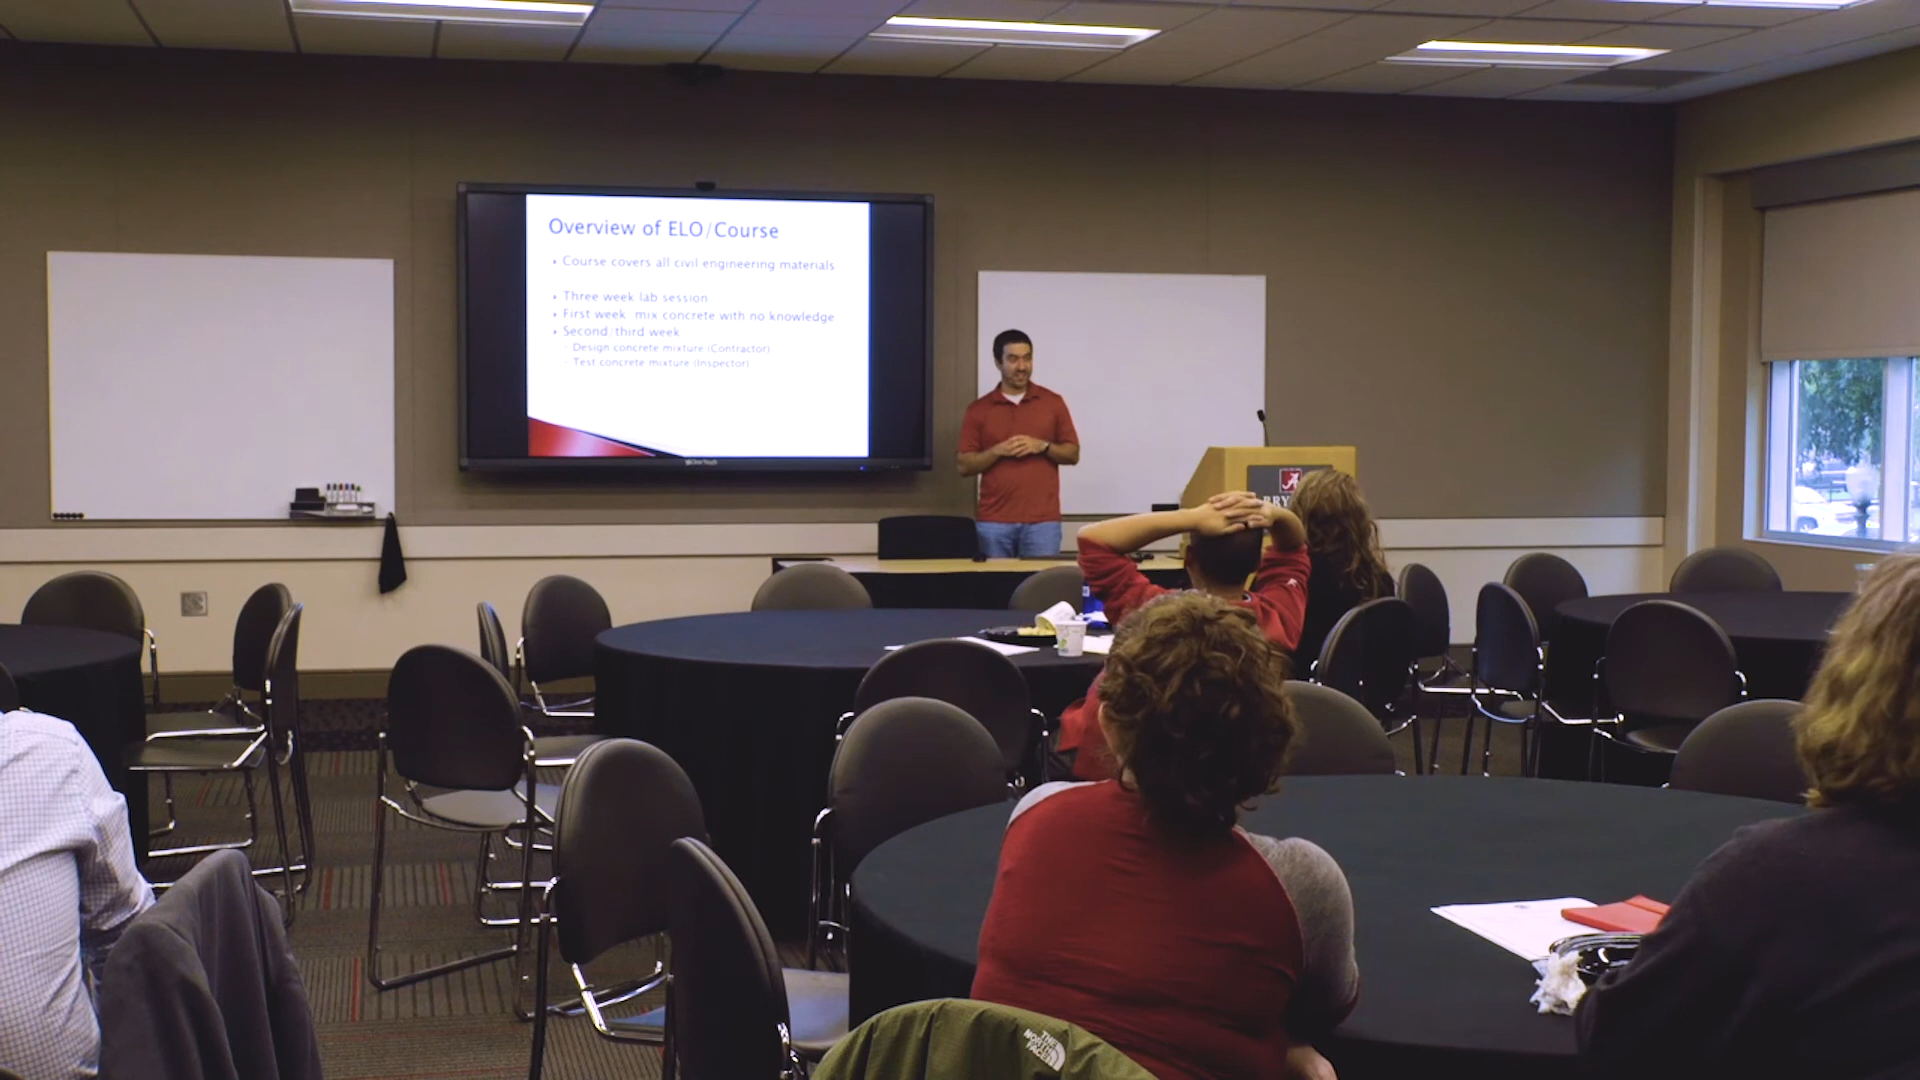 Overview of ELO/Course
Course covers all civil engineering materials
Three week lab session
First week: mix concrete with no knowledge
Second/third week
- Design concrete mixture (Contractor)
- Test concrete mixture (Inspector)
A
THE
NORTH
FACE